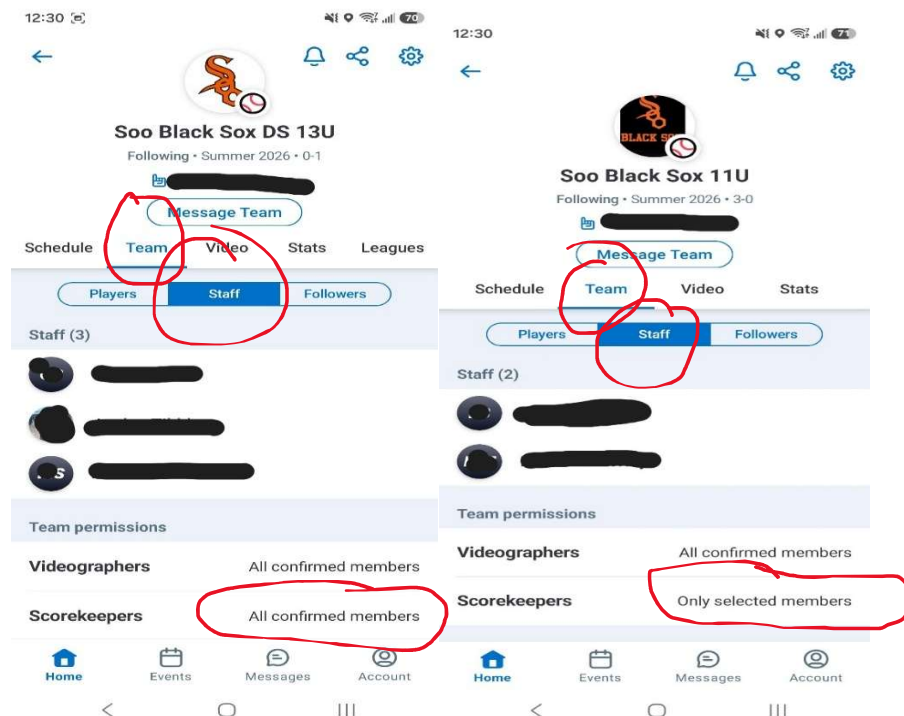 12:30
70
Soo Black Sox DS 13U
Following • Summer 2026 • 0-1
Message Team
Schedule Team Video Stats Leagues
Players Staff Followers
Staff (3)
S
Team permissions
Videographers All confirmed members
Scorekeepers All confirmed members
Home Events Messages Account
12:30
71
BLACK
Soo Black Sox 11U
Following • Summer 2026 • 3-0
Message Team
Schedule Team Video Stats
Players Staff Followers
Staff (2)
Team permissions
Videographers All confirmed members
Scorekeepers Only selected members
Home Events Messages Account